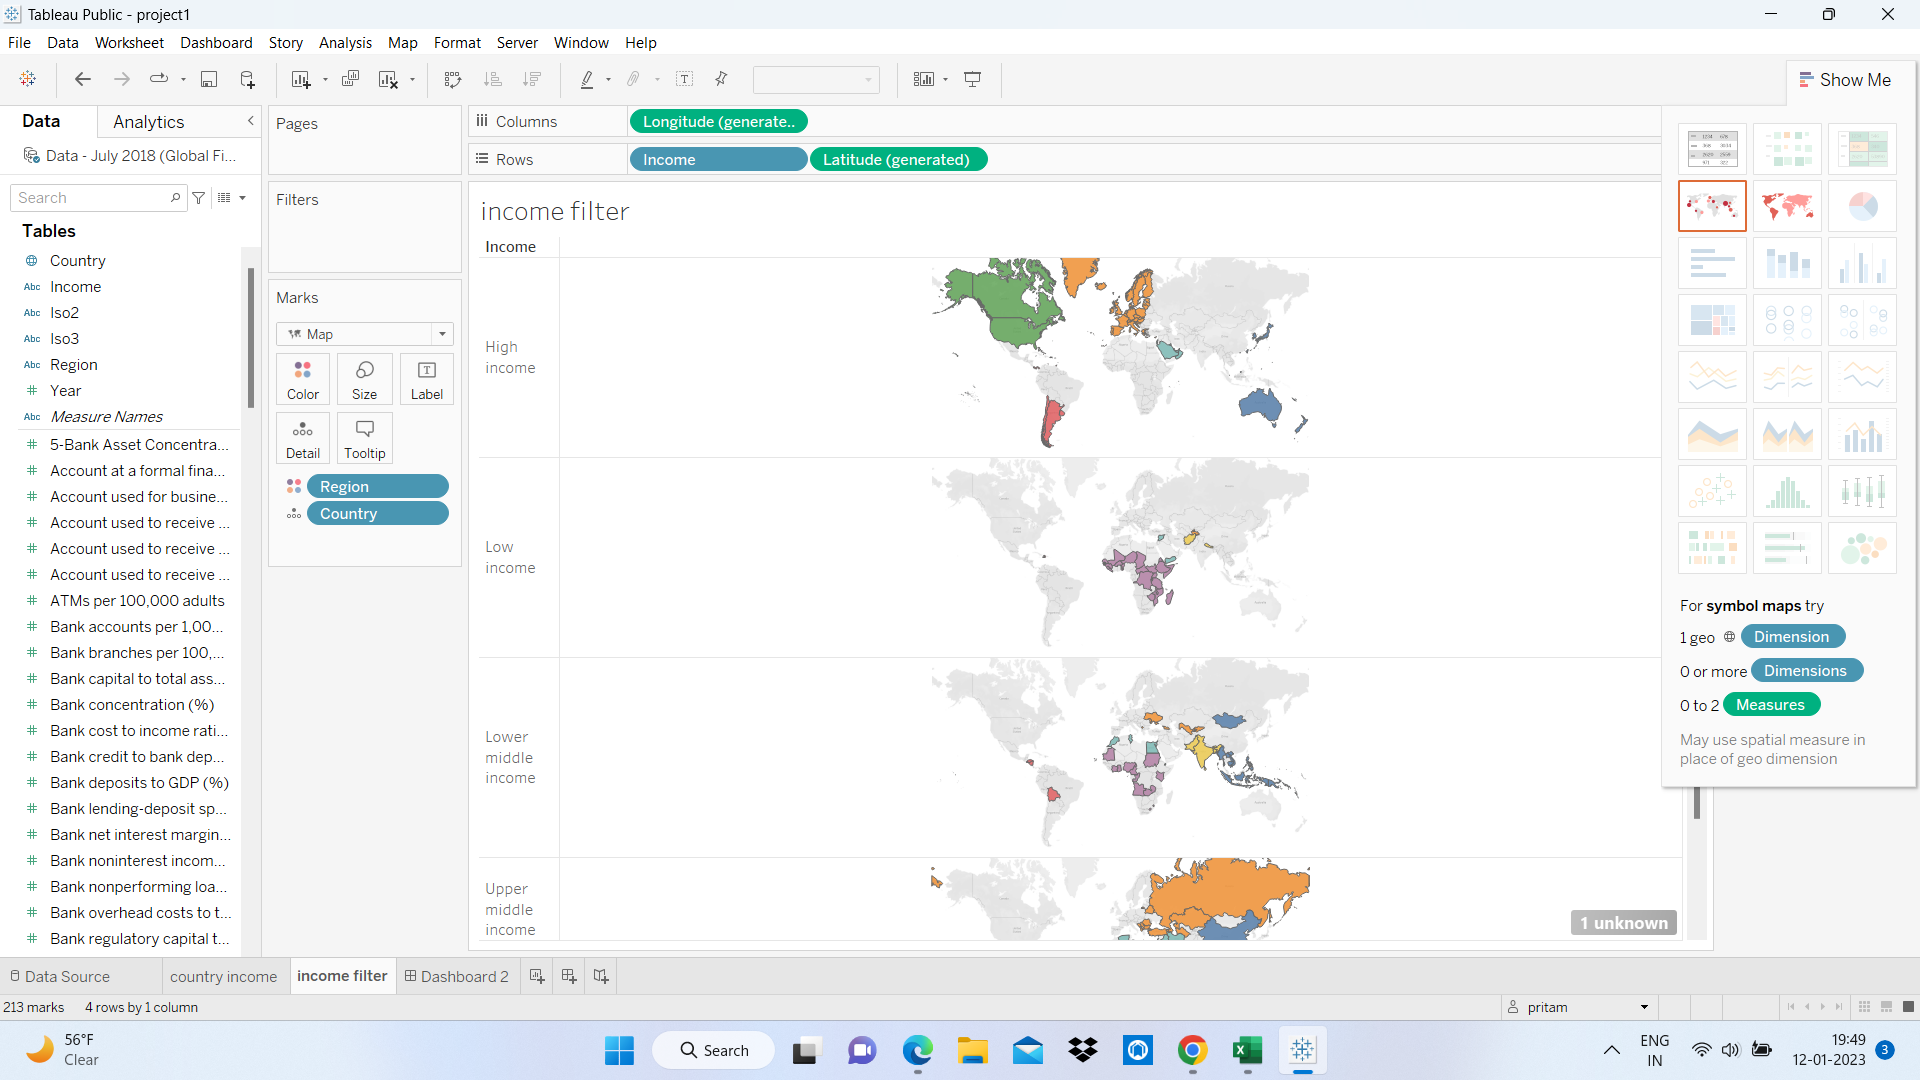 Tableau Public - project1
File Data Worksheet Dashboard Story Analysis Map Format Server Window Help
Show Me
Data Analytics
Data - July 2018 (Global Fi...
Search
Tables
Country
Abc Income
Abc Iso2
Abc Iso3
Abc Region
# Year
Abc Measure Names
# 5-Bank Asset Concentra...
# Account at a formal fina...
# Account used for busine...
# Account used to receive ...
# Account used to receive ...
# Account used to receive ...
# ATMs per 100,000 adults
# Bank accounts per 1,00...
# Bank branches per 100,...
# Bank capital to total ass...
# Bank concentration (%)
# Bank cost to income rati...
# Bank credit to bank dep...
# Bank deposits to GDP (%)
# Bank lending-deposit sp...
# Bank net interest margin...
# Bank noninterest incom...
# Bank nonperforming loa...
# Bank overhead costs to t...
# Bank regulatory capital t...
Pages
Filters
Marks
Map
Color Size Label
Detail Tooltip
Region
Country
Columns Longitude (generate..
Rows Income Latitude (generated)
income filter
Income
High
income
Low
income
Lower
middle
income
Upper
middle
income
1 unknown
For symbol maps try
1 geo Dimension
0 or more Dimensions
0 to 2 Measures
May use spatial measure in
place of geo dimension
Data Source country income income filter Dashboard 2
213 marks 4 rows by 1 column pritam
56°F
Clear
Search
ENG
IN
19:49
12-01-2023
3